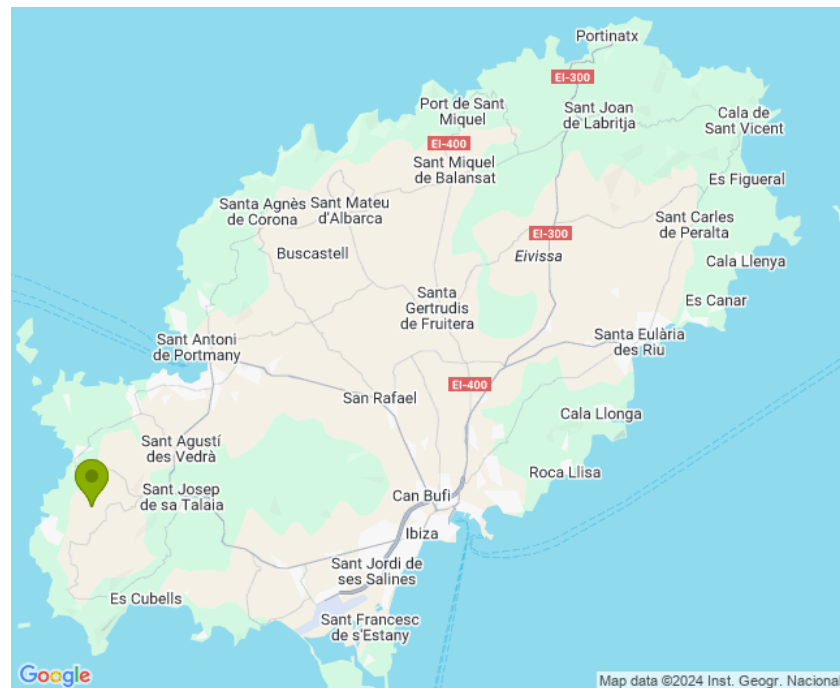 Portinatx
EI-300
Port de Sant
Miquel
Sant Joan
de Labritja
Cala de
Sant Vicent
EI-400
Sant Miquel
de Balansat
Es Figueral
Santa Agnès
de Corona
Sant Mateu
d'Albarca
Sant Carles
de Peralta
EI-300
Buscastell
Eivissa
Cala Llenya
Santa
Gertrudis
de Fruitera
Es Canar
Sant Antoni
de Portmany
Santa Eulària
des Riu
EI-400
San Rafael
Cala Llonga
Sant Agustí
des Vedrà
Roca Llisa
Sant Josep
de sa Talaia
Can Bufi
Ibiza
Sant Jordi de
ses Salines
Es Cubells
Sant Francesc
de s'Estany
Google
Map data ©2024 Inst. Geogr. Nacional